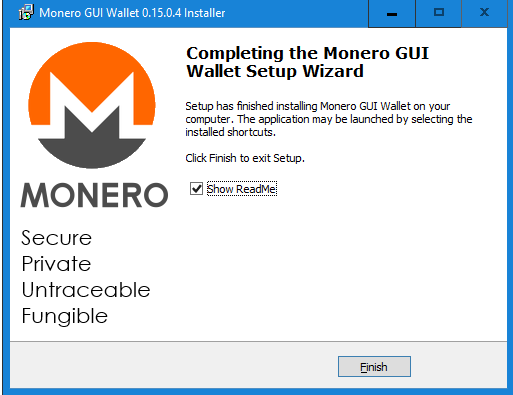 Monero GUI Wallet 0.15.0.4 Installer
Completing the Monero GUI
Wallet Setup Wizard
Setup has finished installing Monero GUI Wallet on your
computer. The application may be launched by selecting the
installed shortcuts.
Click Finish to exit Setup.
Show ReadMe
MONERO
Secure
Private
Untraceable
Fungible
Finish